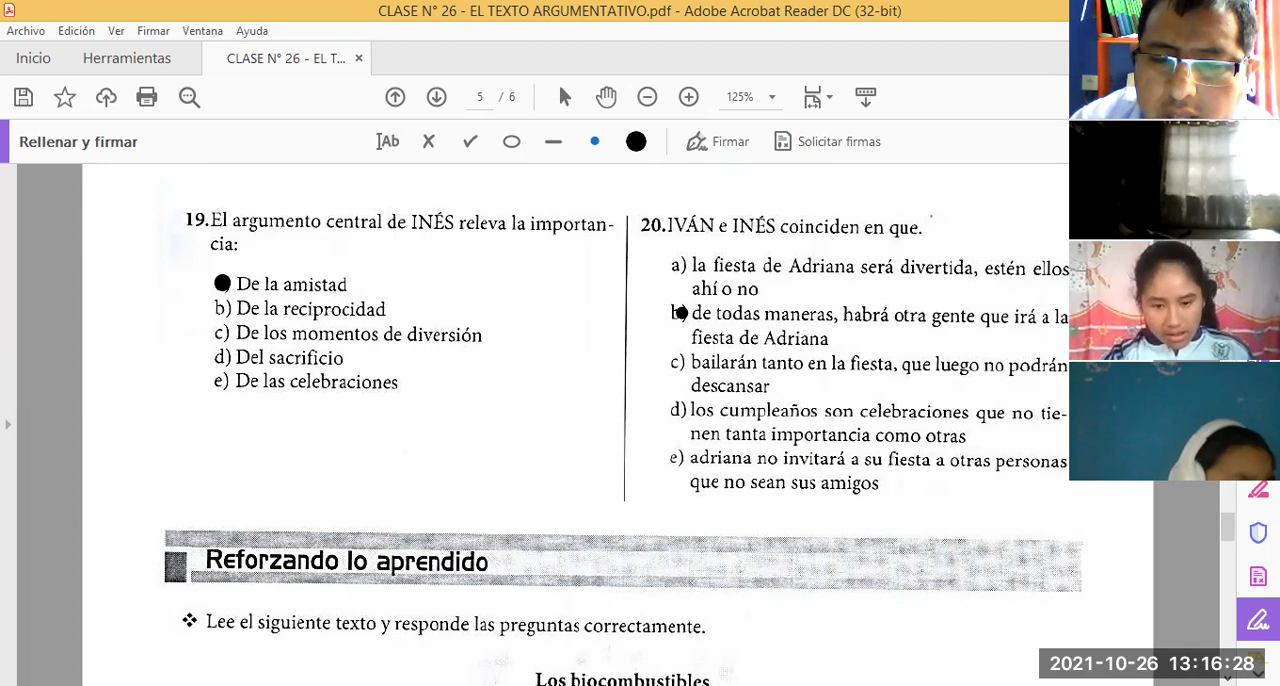 CLASE N° 26 - EL TEXTO ARGUMENTATIVO.pdf - Adobe Acrobat Reader DC (32-bit)
Archivo Edición Ver Firmar Ventana Ayuda
Inicio Herramientas CLASE N° 26 - EL T... ×
5 / 6 125%
Rellenar y firmar
Ab Firmar Solicitar firmas
19. El argumento central de INÉS releva la importan-
cia:
De la amistad
b) De la reciprocidad
c) De los momentos de diversión
d) Del sacrificio
e) De las celebraciones
20. IVÁN e INÉS coinciden en que.
a) la fiesta de Adriana será divertida, estén ellos
ahí o no
b) de todas maneras, habrá otra gente que irá a la
fiesta de Adriana
c) bailarán tanto en la fiesta, que luego no podrán
descansar
d) los cumpleaños son celebraciones que no tie-
nen tanta importancia como otras
e) adriana no invitará a su fiesta a otras personas
que no sean sus amigos
Reforzando lo aprendido
❖ Lee el siguiente texto y responde las preguntas correctamente.
Los biocombustibles
2021-10-26 13:16:28